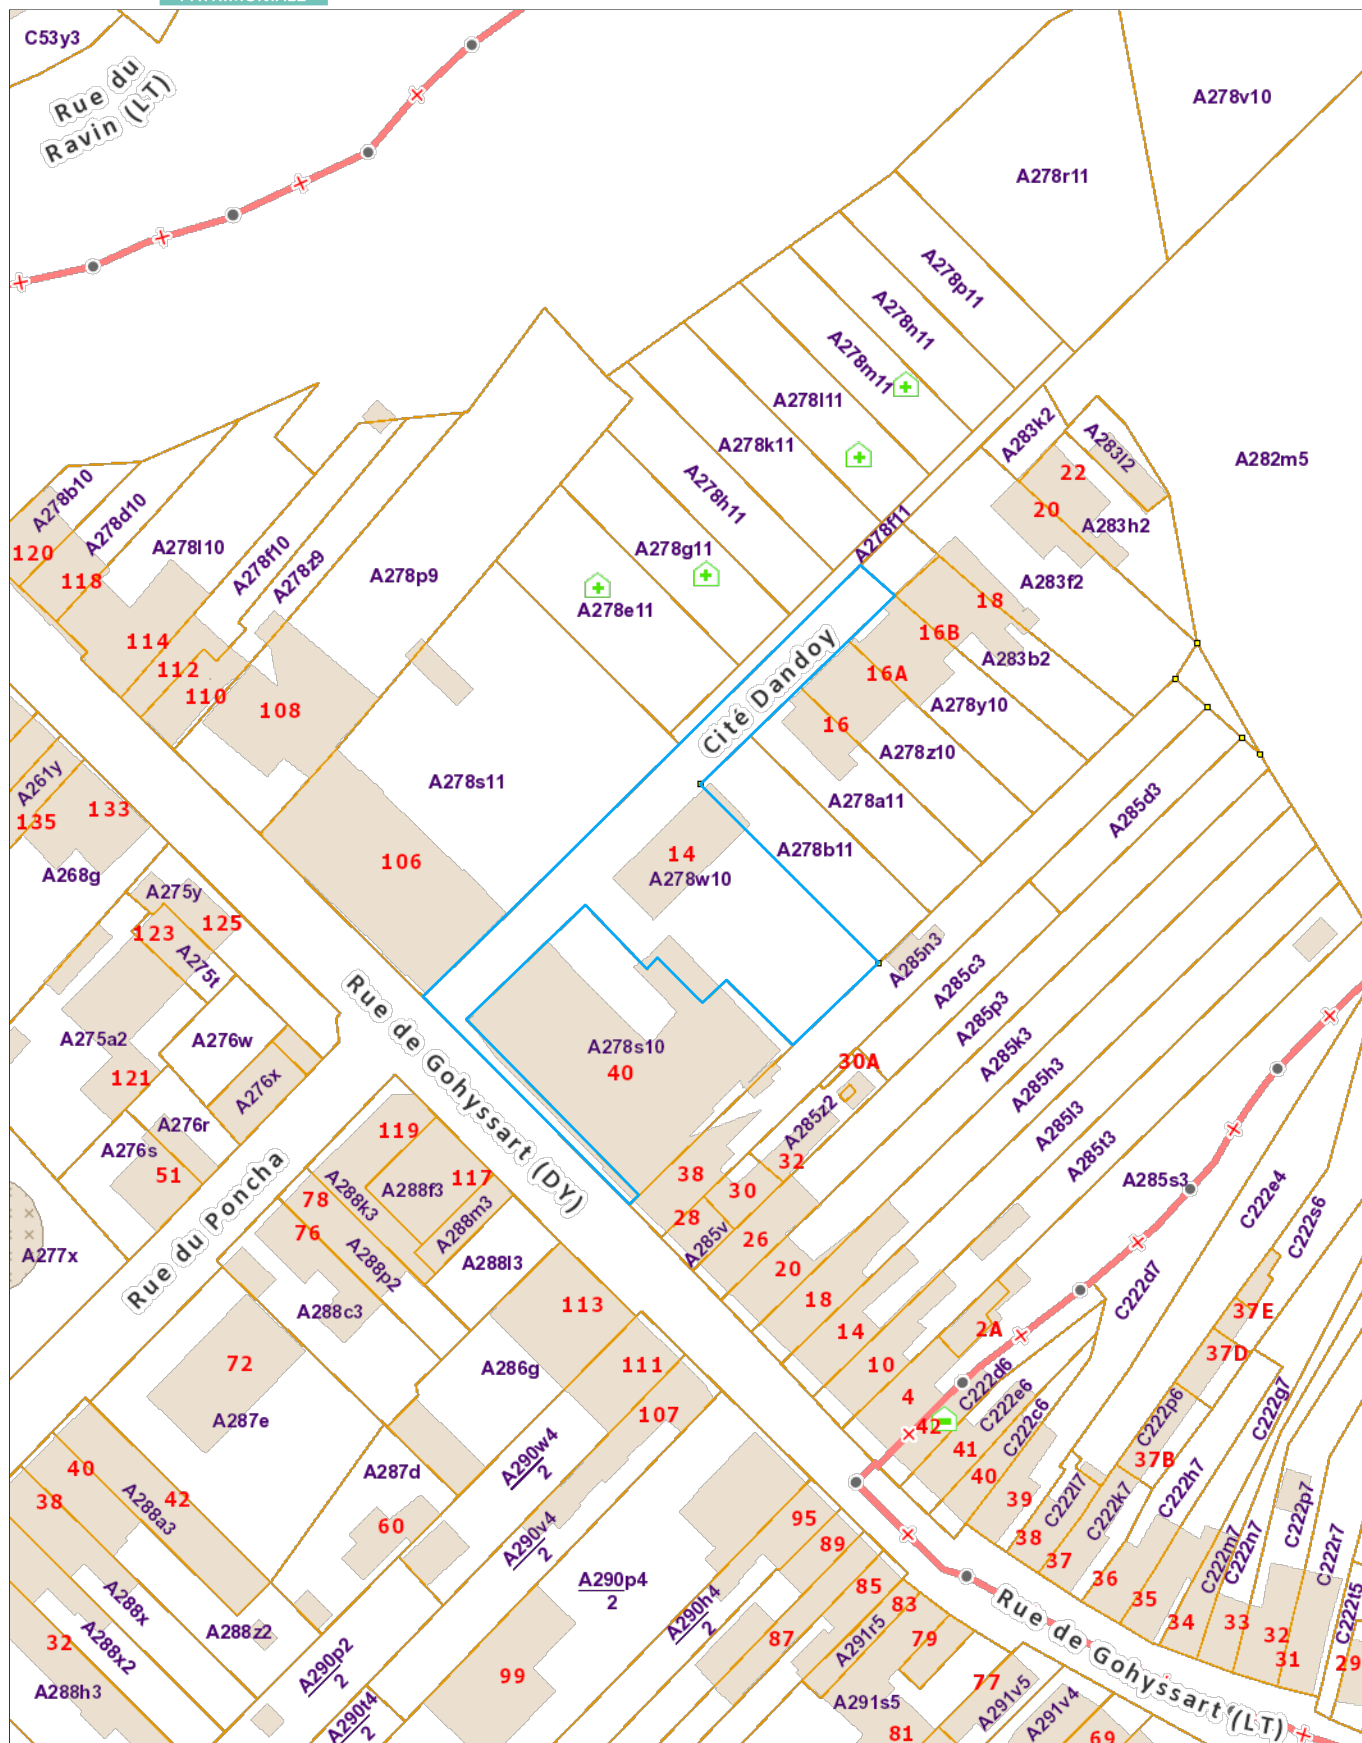 C53y3
Rue du
Ravin (LT)
A278v10
A278r11
A278p11
A278n11
A278m11
A278l11
A278k11
A278h11
A278g11
A278e11
A278f11
A283k2
A283l2
A282m5
22
20
A283h2
A283f2
A278b10
A278d10
A278l10
A278f10
A278z9
A278p9
120
118
114
112
110
108
18
16B
A283b2
16A
A278y10
16
A278z10
Cité Dandoy
A278s11
A278a11
A278b11
A285d3
A261y
133
135
106
14
A278w10
A268g
A275y
125
123
A275t
A285n3
A285c3
A285p3
A285k3
A285h3
A285l3
A285t3
A285s3
A275a2
A276w
121
A276x
A276r
A276s
51
A277x
Rue du Poncha
Rue de Gohyssart (DY)
A278s10
40
30A
A285z2
38
32
30
28
A285v
26
20
18
14
10
4
2A
119
117
A288f3
A288k3
78
76
A288m3
A288p2
A288l3
A288c3
113
111
107
A286g
72
A287e
A287d
60
40
38
42
A288a3
A288x
A288x2
A288z2
32
A288h3
A290w4
2
A290v4
2
A290p4
2
A290h4
2
A290p2
2
A290t4
2
99
95
89
85
83
87
79
A291r5
A291s5
81
77
A291v5
A291v4
69
C222e4
C222s6
C222d7
37E
37D
C222d6
C222e6
C222c6
42
41
40
39
38
37
36
35
34
33
32
31
29
C222p6
37B
C222g7
C222l7
C222k7
C222h7
C222m7
C222n7
C222p7
C222r7
C222t5
Rue de Gohyssart (LT)